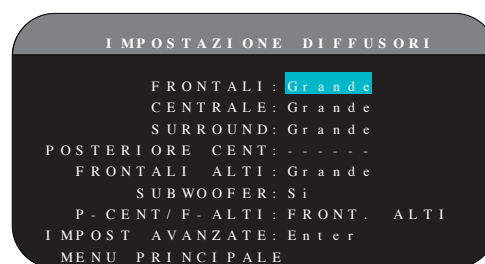 IMPOSTAZIONE DIFFUSORI
FRONTALI: Grande
CENTRALE: Grande
SURROUND: Grande
POSTERIORE CENT: ------
FRONTALI ALTI: Grande
SUBWOOFER: Si
P-CENT/F-ALTI: FRONT. ALTI
IMPOST AVANZATE: Enter
MENU PRINCIPALE